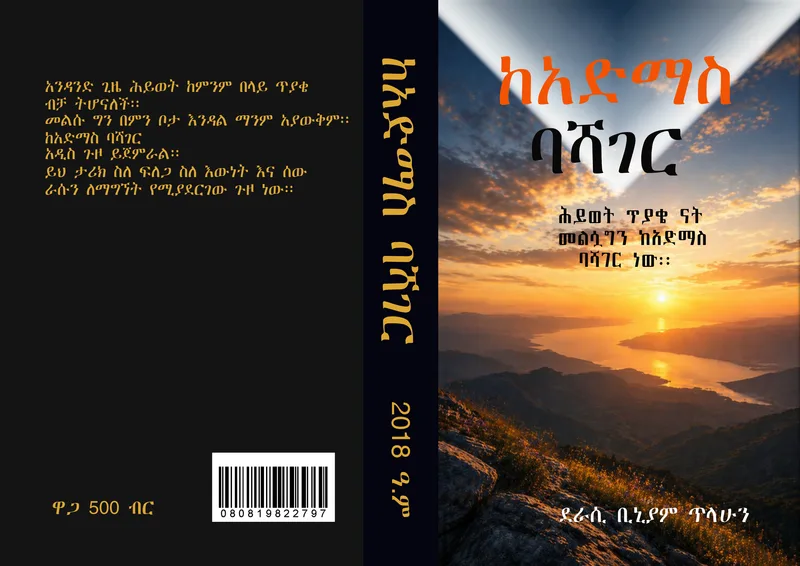 አንዳንድ ጊዜ ሕይወት ከምንም በላይ ጥያቄ
ብቻ ትሆናለች፡፡
መልሱ ግን በምን ቦታ እንዳል ማንም አያውቅም፡፡
ከአድማስ ባሻገር
አዲስ ጉዞ ይጀምራል፡፡
ይህ ታሪክ ስለ ፍለጋ ስለ እውነት እና ሰው
ራሱን ለማግኘት የሚያደርገው ጉዞ ነው፡፡
ዋጋ 500 ብር
080819822797
ከአድማስ ባሻገር 2018 ዓ.ም
ከአድማስ
ባሻገር
ሕይወት ጥያቄ ናት
መልሷግን ከአድማስ
ባሻገር ነው፡፡
ደራሲ ቢኒያም ጥላሁን